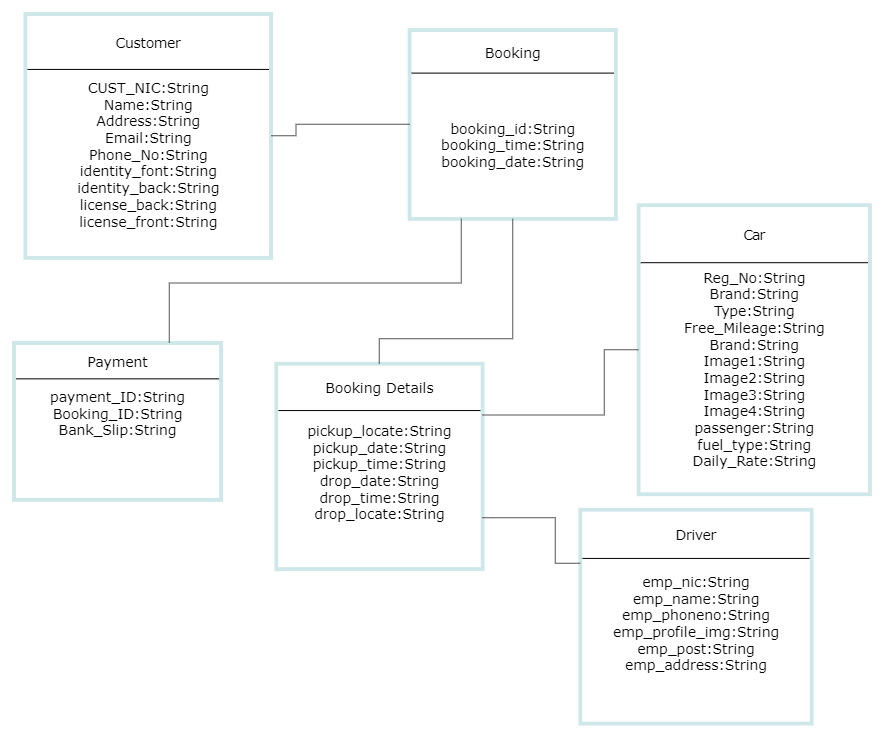 Customer
CUST_NIC:String
Name:String
Address:String
Email:String
Phone_No:String
identity_font:String
identity_back:String
license_back:String
license_front:String
Booking
booking_id:String
booking_time:String
booking_date:String
Car
Reg_No:String
Brand:String
Type:String
Free_Mileage:String
Brand:String
Image1:String
Image2:String
Image3:String
Image4:String
passenger:String
fuel_type:String
Daily_Rate:String
Payment
payment_ID:String
Booking_ID:String
Bank_Slip:String
Booking Details
pickup_locate:String
pickup_date:String
pickup_time:String
drop_date:String
drop_time:String
drop_locate:String
Driver
emp_nic:String
emp_name:String
emp_phoneno:String
emp_profile_img:String
emp_post:String
emp_address:String